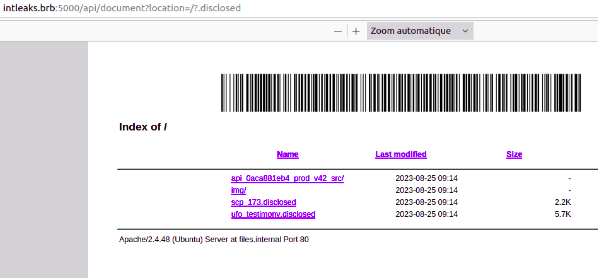 intleaks.brb:5000/api/document?location=/?.disclosed
— + Zoom automatique
Index of /
Name Last modified Size
api_0aca881eb4_prod_v42_src/ 2023-08-25 09:14 -
img/ 2023-08-25 09:14 -
scp_173.disclosed 2023-08-25 09:14 2.2K
ufo_testimony.disclosed 2023-08-25 09:14 5.7K
Apache/2.4.48 (Ubuntu) Server at files.internal Port 80